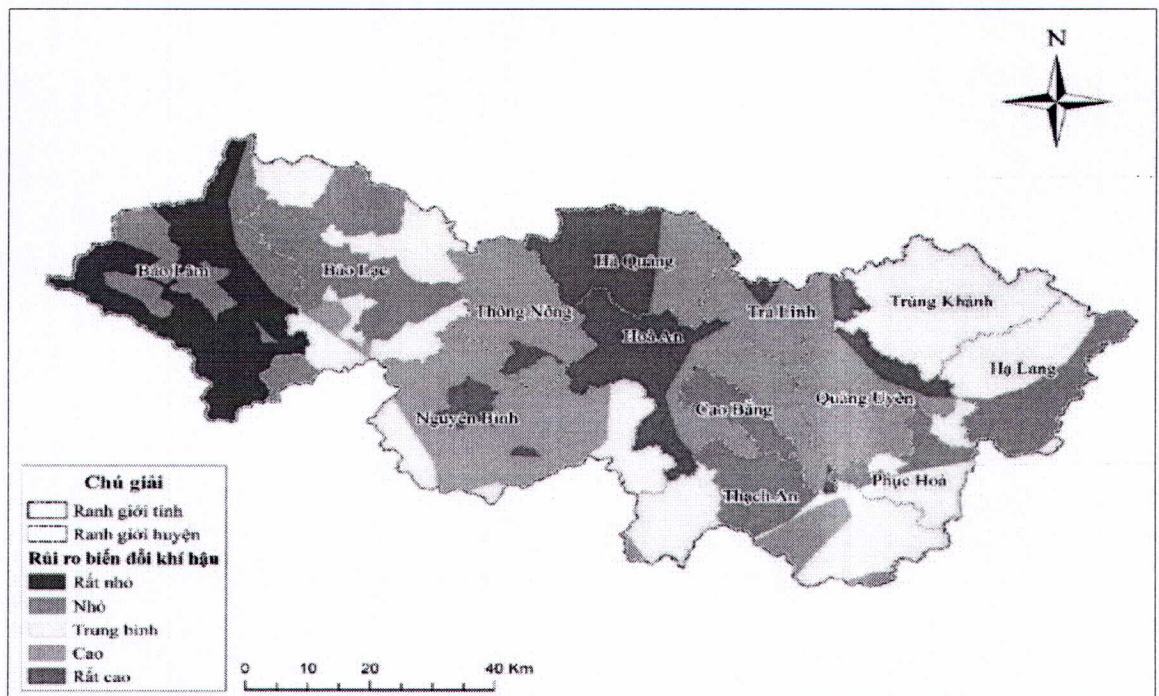 N
Bảo Lâm
Bảo Lạc
Hà Quảng
Thông Nông
Trà Lĩnh
Trùng Khánh
Hoà An
Hạ Lang
Nguyên Bình
Cao Bằng
Quảng Uyên
Thạch An
Phục Hoà
Chú giải
Ranh giới tỉnh
Ranh giới huyện
Rủi ro biến đổi khí hậu
Rất nhỏ
Nhỏ
Trung bình
Cao
Rất cao
0 10 20 40 Km